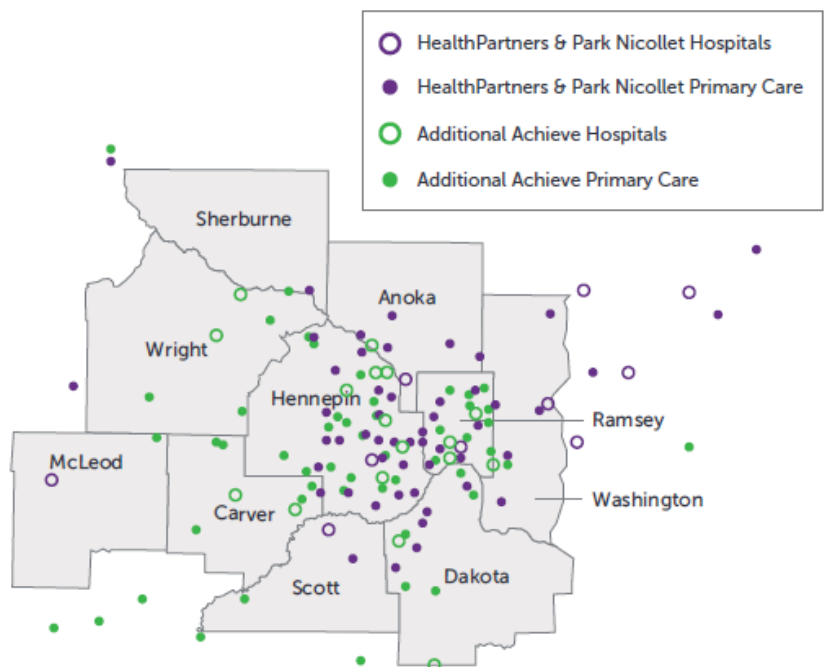 HealthPartners & Park Nicollet Hospitals
HealthPartners & Park Nicollet Primary Care
Additional Achieve Hospitals
Additional Achieve Primary Care
Sherburne
Anoka
Wright
Hennepin
Ramsey
McLeod
Washington
Carver
Dakota
Scott